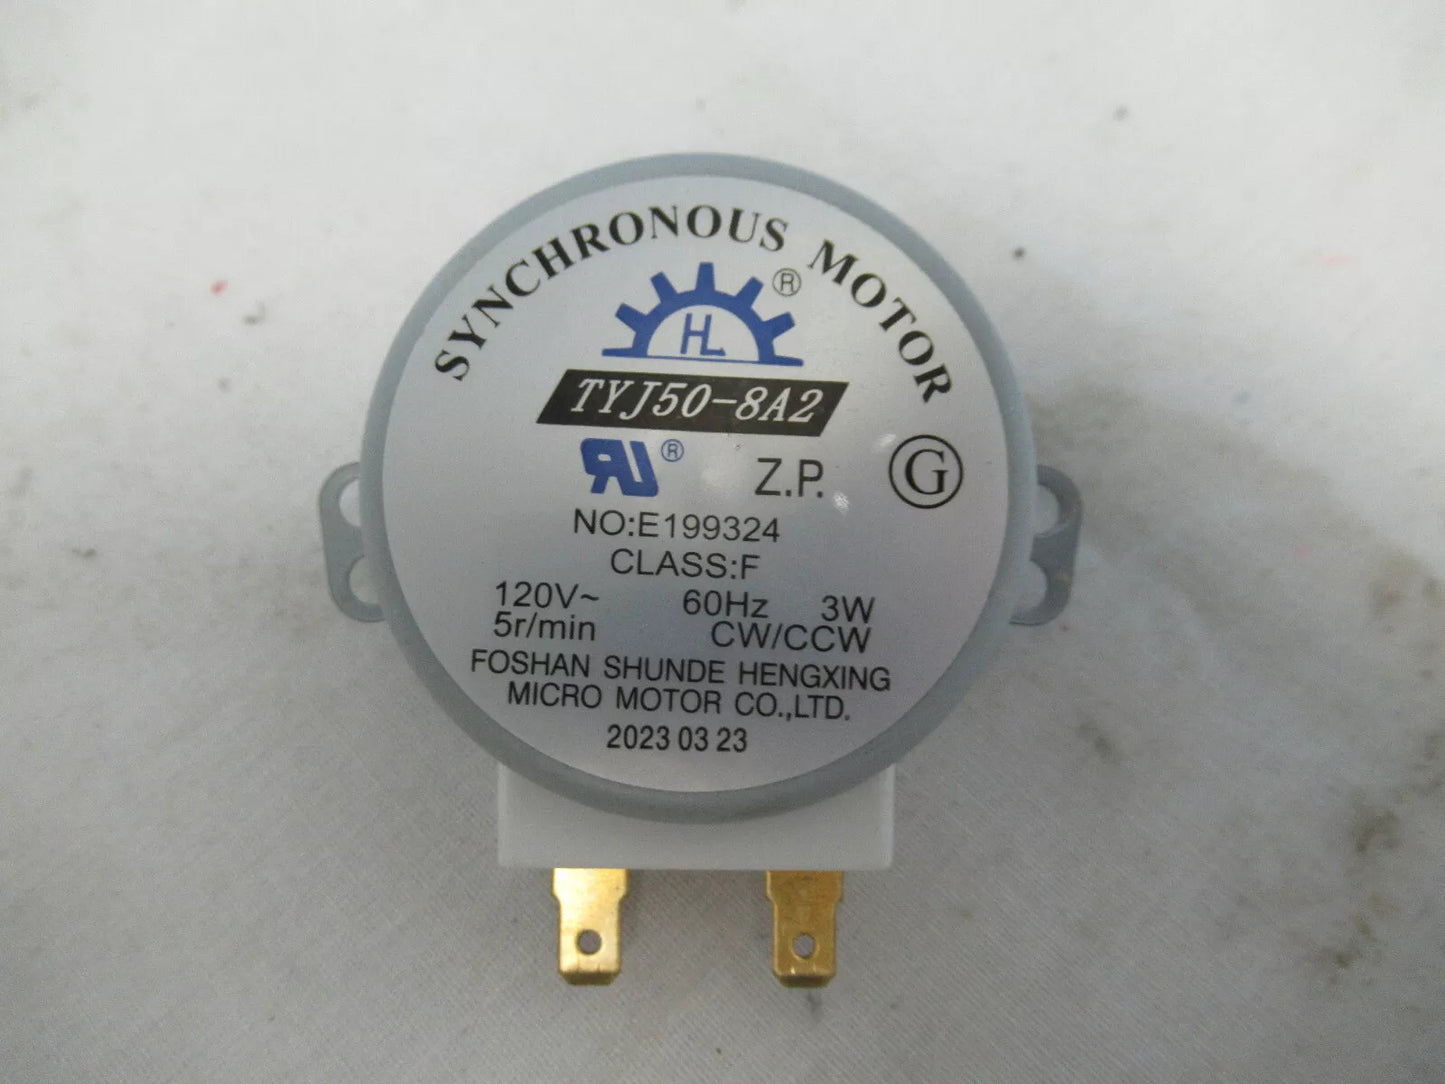 SYNCHRONOUS MOTOR
®
HL
TYJ50-8A2
RU®
Z.P.
G
NO:E199324
CLASS:F
120V~ 60Hz 3W
5r/min CW/CCW
FOSHAN SHUNDE HENGXING
MICRO MOTOR CO.,LTD.
2023 03 23